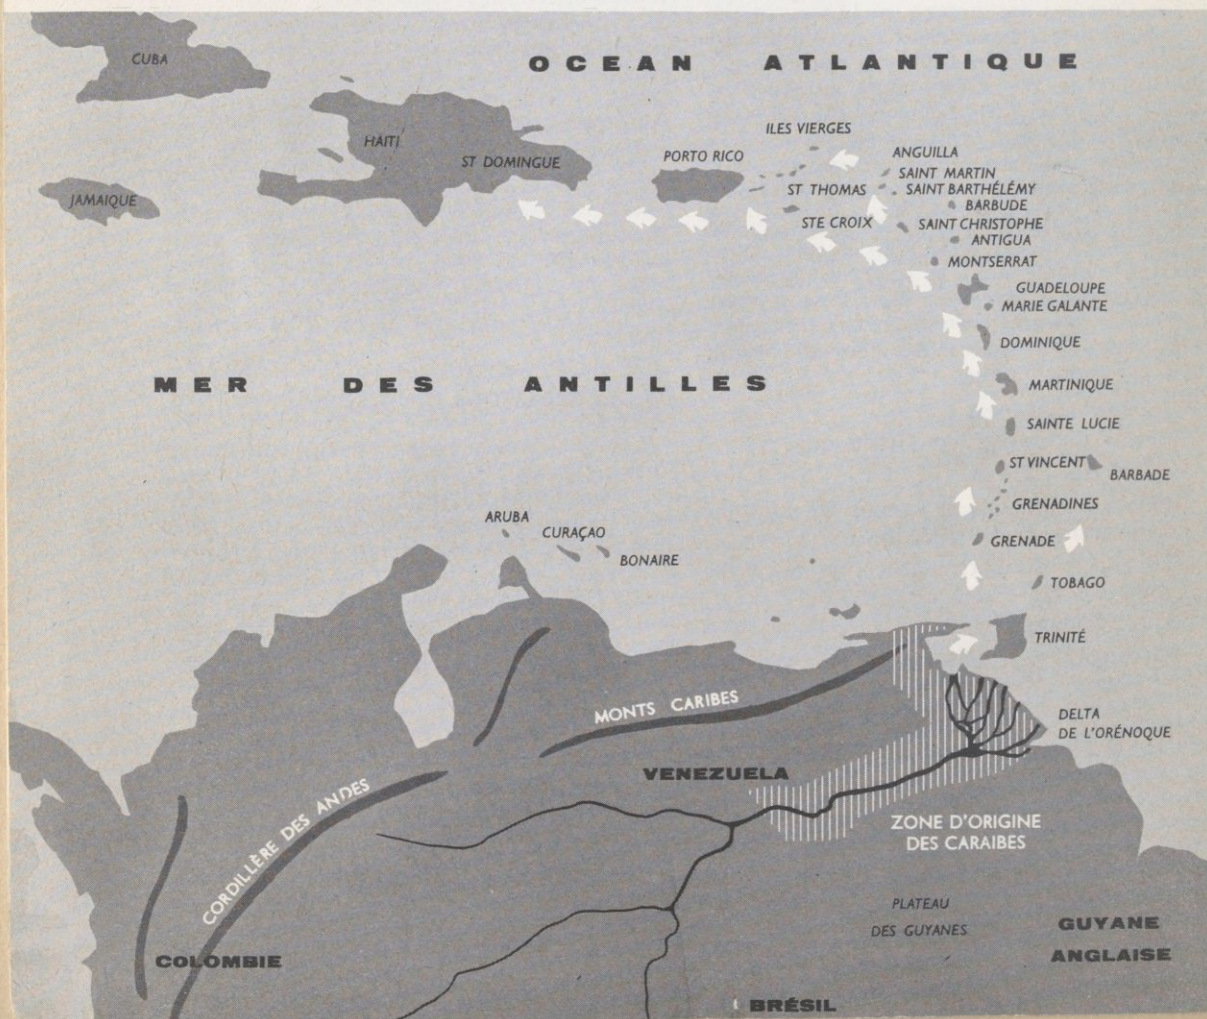 CUBA
OCEAN ATLANTIQUE
HAÏTI
ST DOMINGUE
JAMAIQUE
PORTO RICO
ILES VIERGES
ANGUILLA
SAINT MARTIN
ST THOMAS
SAINT BARTHÉLÉMY
BARBUDE
STE CROIX
SAINT CHRISTOPHE
ANTIGUA
MONTSERRAT
GUADELOUPE
MARIE GALANTE
DOMINIQUE
MER DES ANTILLES
MARTINIQUE
SAINTE LUCIE
ST VINCENT
BARBADE
GRENADINES
ARUBA
CURAÇAO
BONAIRE
GRENADE
TOBAGO
TRINITÉ
MONTS CARIBES
DELTA
DE L'ORÉNOQUE
VENEZUELA
CORDILLÈRE DES ANDES
ZONE D'ORIGINE
DES CARAIBES
PLATEAU
DES GUYANES
GUYANE
ANGLAISE
COLOMBIE
BRÉSIL